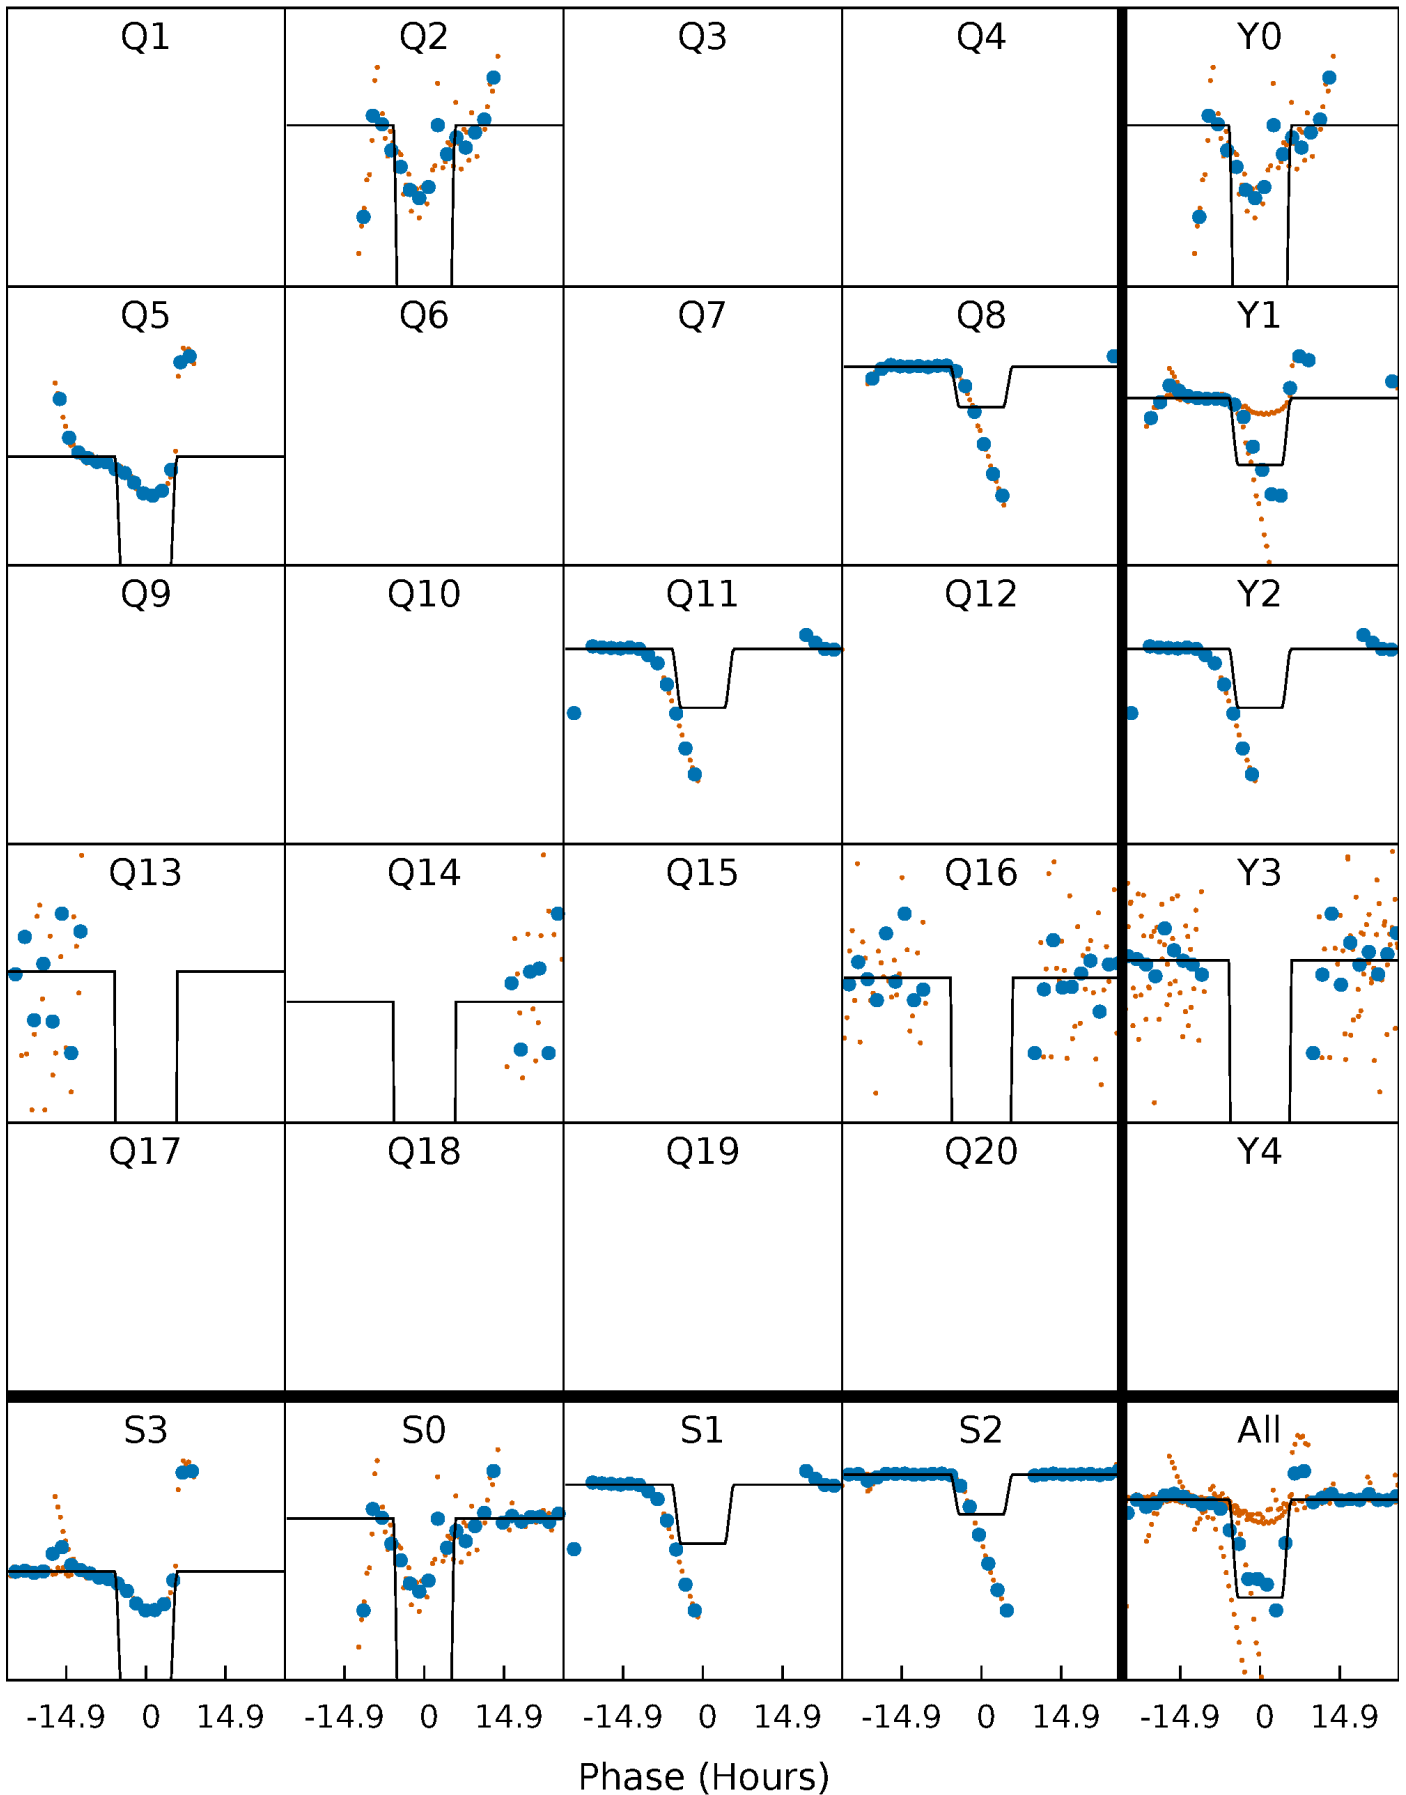 Q1 Q2 Q3 Q4 Y0
Q5 Q6 Q7 Q8 Y1
Q9 Q10 Q11 Q12 Y2
Q13 Q14 Q15 Q16 Y3
Q17 Q18 Q19 Q20 Y4
S3 S0 S1 S2 All
-14.9 0 14.9 -14.9 0 14.9 -14.9 0 14.9 -14.9 0 14.9 -14.9 0 14.9
Phase (Hours)